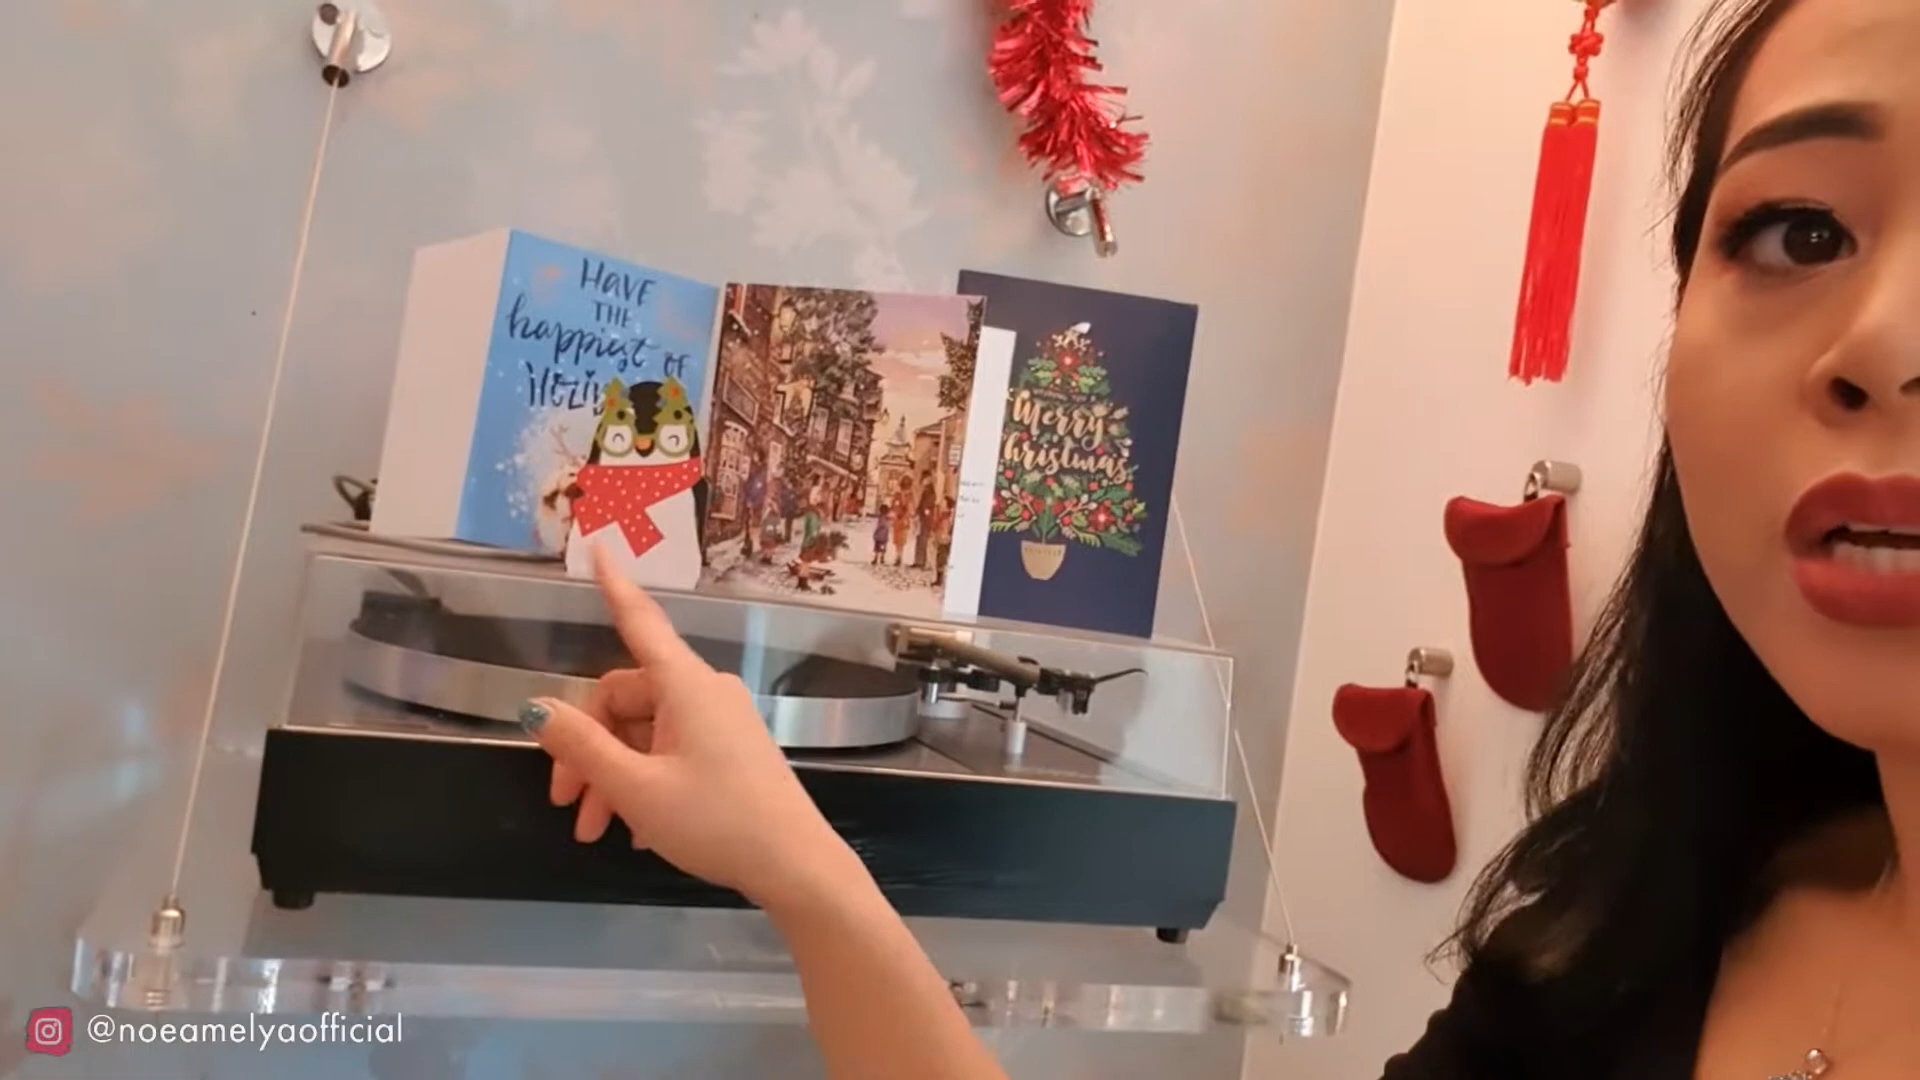 HAVE
THE
happiest of
Merry
Christmas
@noeamelyaofficial